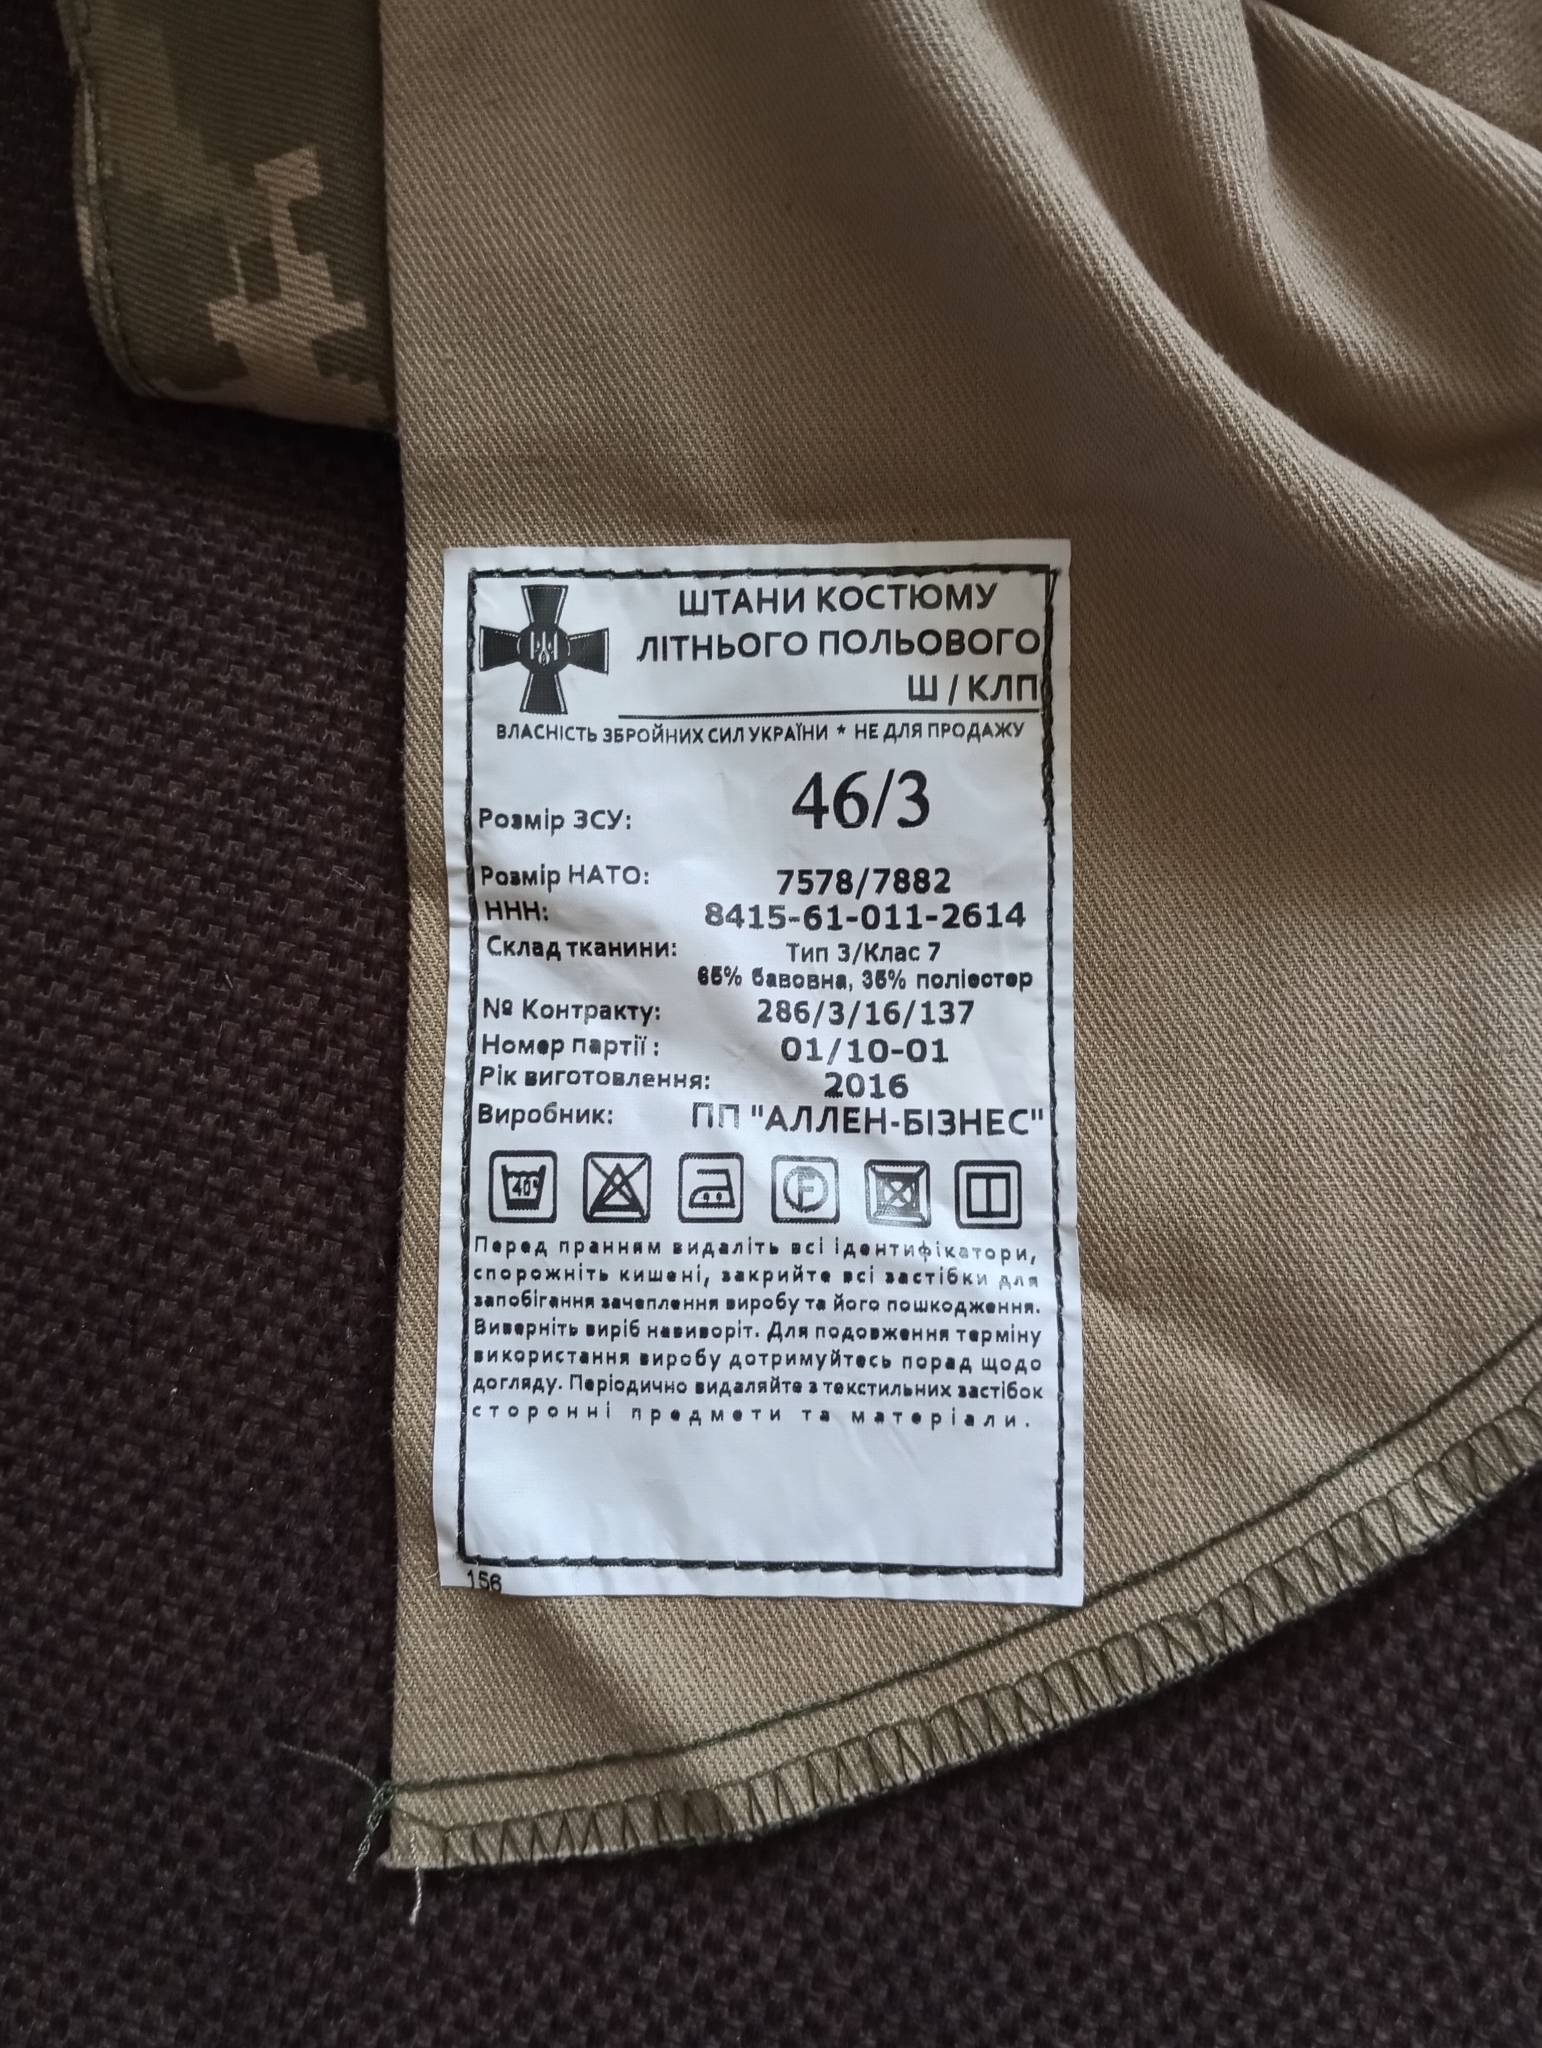 ШТАНИ КОСТЮМУ
ЛІТНЬОГО ПОЛЬОВОГО
Ш / КЛП
ВЛАСНІСТЬ ЗБРОЙНИХ СИЛ УКРАЇНИ * НЕ ДЛЯ ПРОДАЖУ
Розмір ЗСУ: 46/3
Розмір НАТО: 7578/7882
ННН: 8415-61-011-2614
Склад тканини: Тип 3/Клас 7
65% бавовна, 35% поліестер
№ Контракту: 286/3/16/137
Номер партії : 01/10-01
Рік виготовлення: 2016
Виробник: ПП "АЛЛЕН-БІЗНЕС"
40° F
Перед пранням видаліть всі ідентифікатори,
спорожніть кишені, закрийте всі застібки для
запобігання зачеплення виробу та його пошкодження.
Виверніть виріб навиворіт. Для подовження терміну
використання виробу дотримуйтесь порад щодо
догляду. Періодично видаляйте з текстильних застібок
сторонні предмети та матеріали.
156